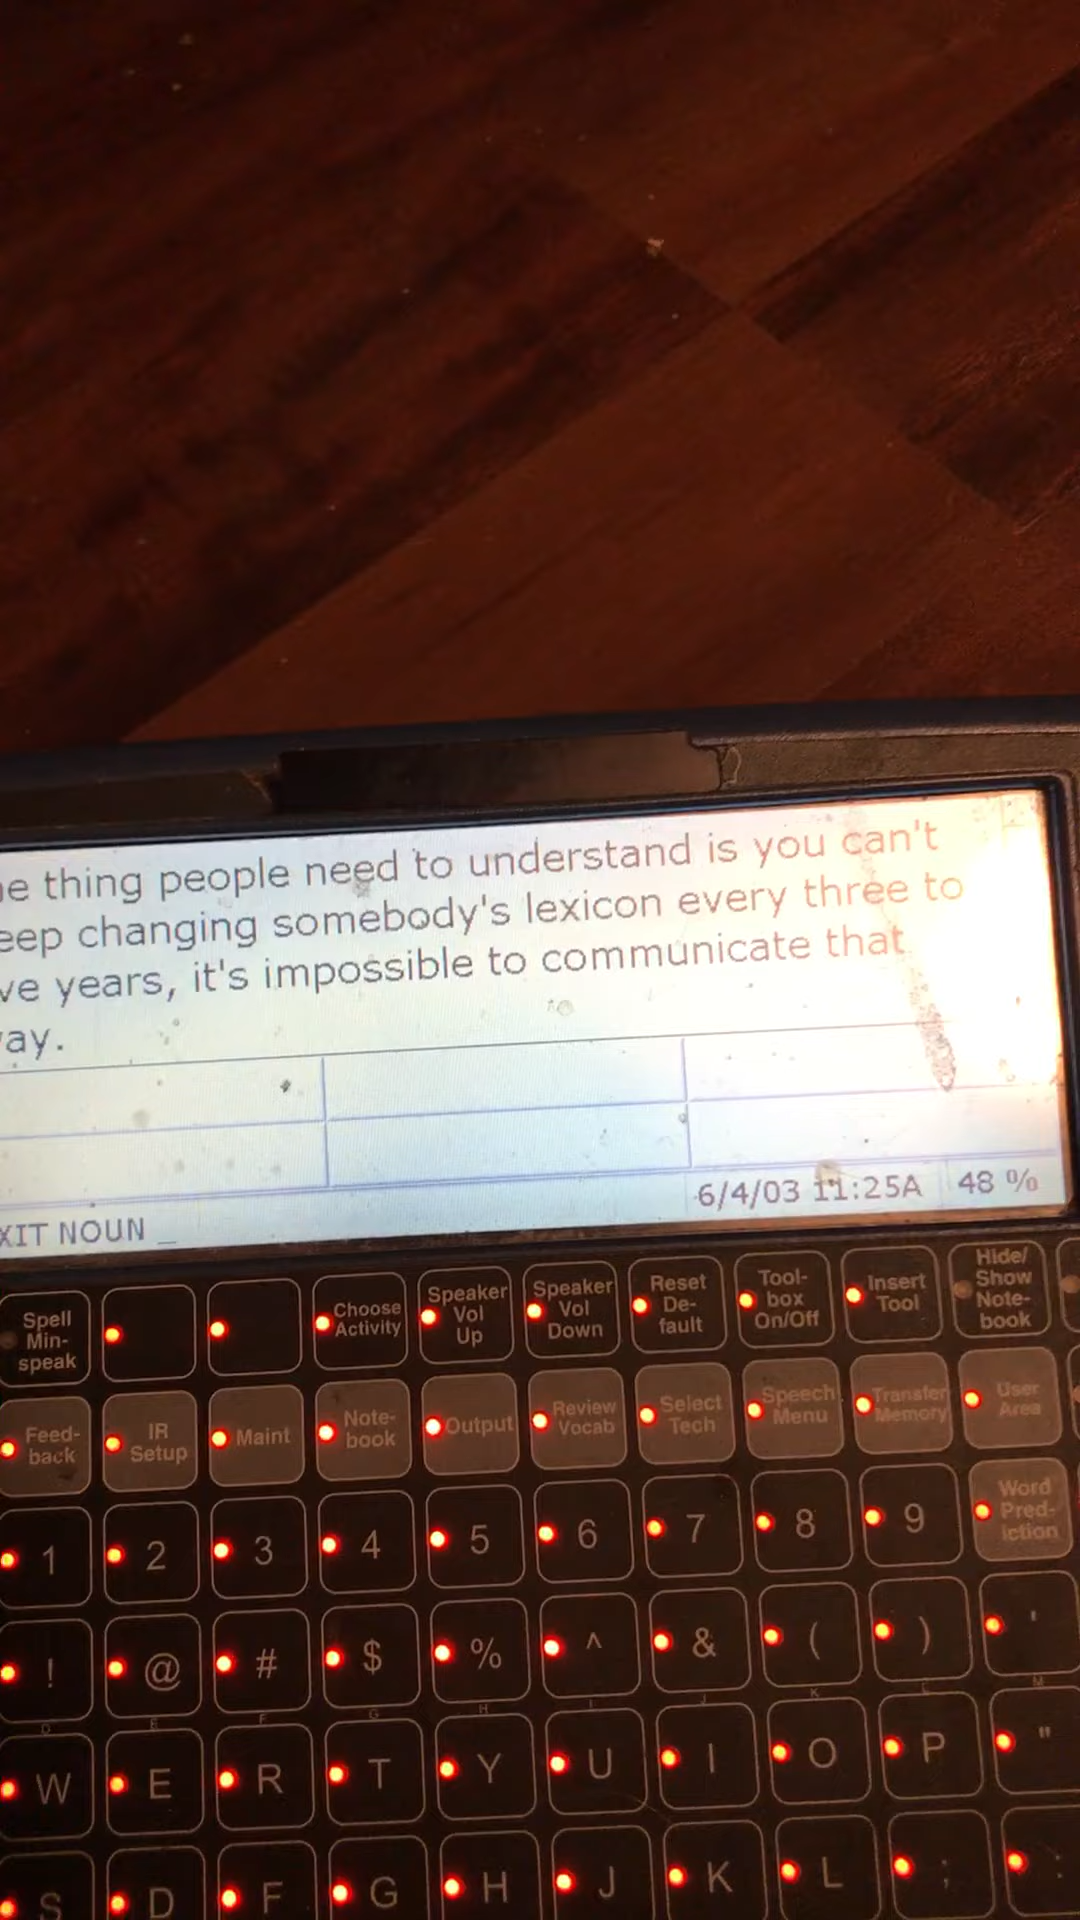 e thing people need to understand is you can't
eep changing somebody's lexicon every three to
ve years, it's impossible to communicate that
ay.
6/4/03 11:25A 48 %
XIT NOUN _
Spell
Min-
speak
Choose
Activity
Speaker
Vol
Up
Speaker
Vol
Down
Reset
De-
fault
Tool-
box
On/Off
Insert
Tool
Hide/
Show
Note-
book
Feed-
back
IR
Setup
Maint
Note-
book
Output
Review
Vocab
Select
Tech
Speech
Menu
Transfer
Memory
User
Area
1 2 3 4 5 6 7 8 9
Word
Pred-
iction
! @ # $ % ^ & ( ) '
D E F G H I J K L M
W E R T Y U I O P "
S D F G H J K L ; :